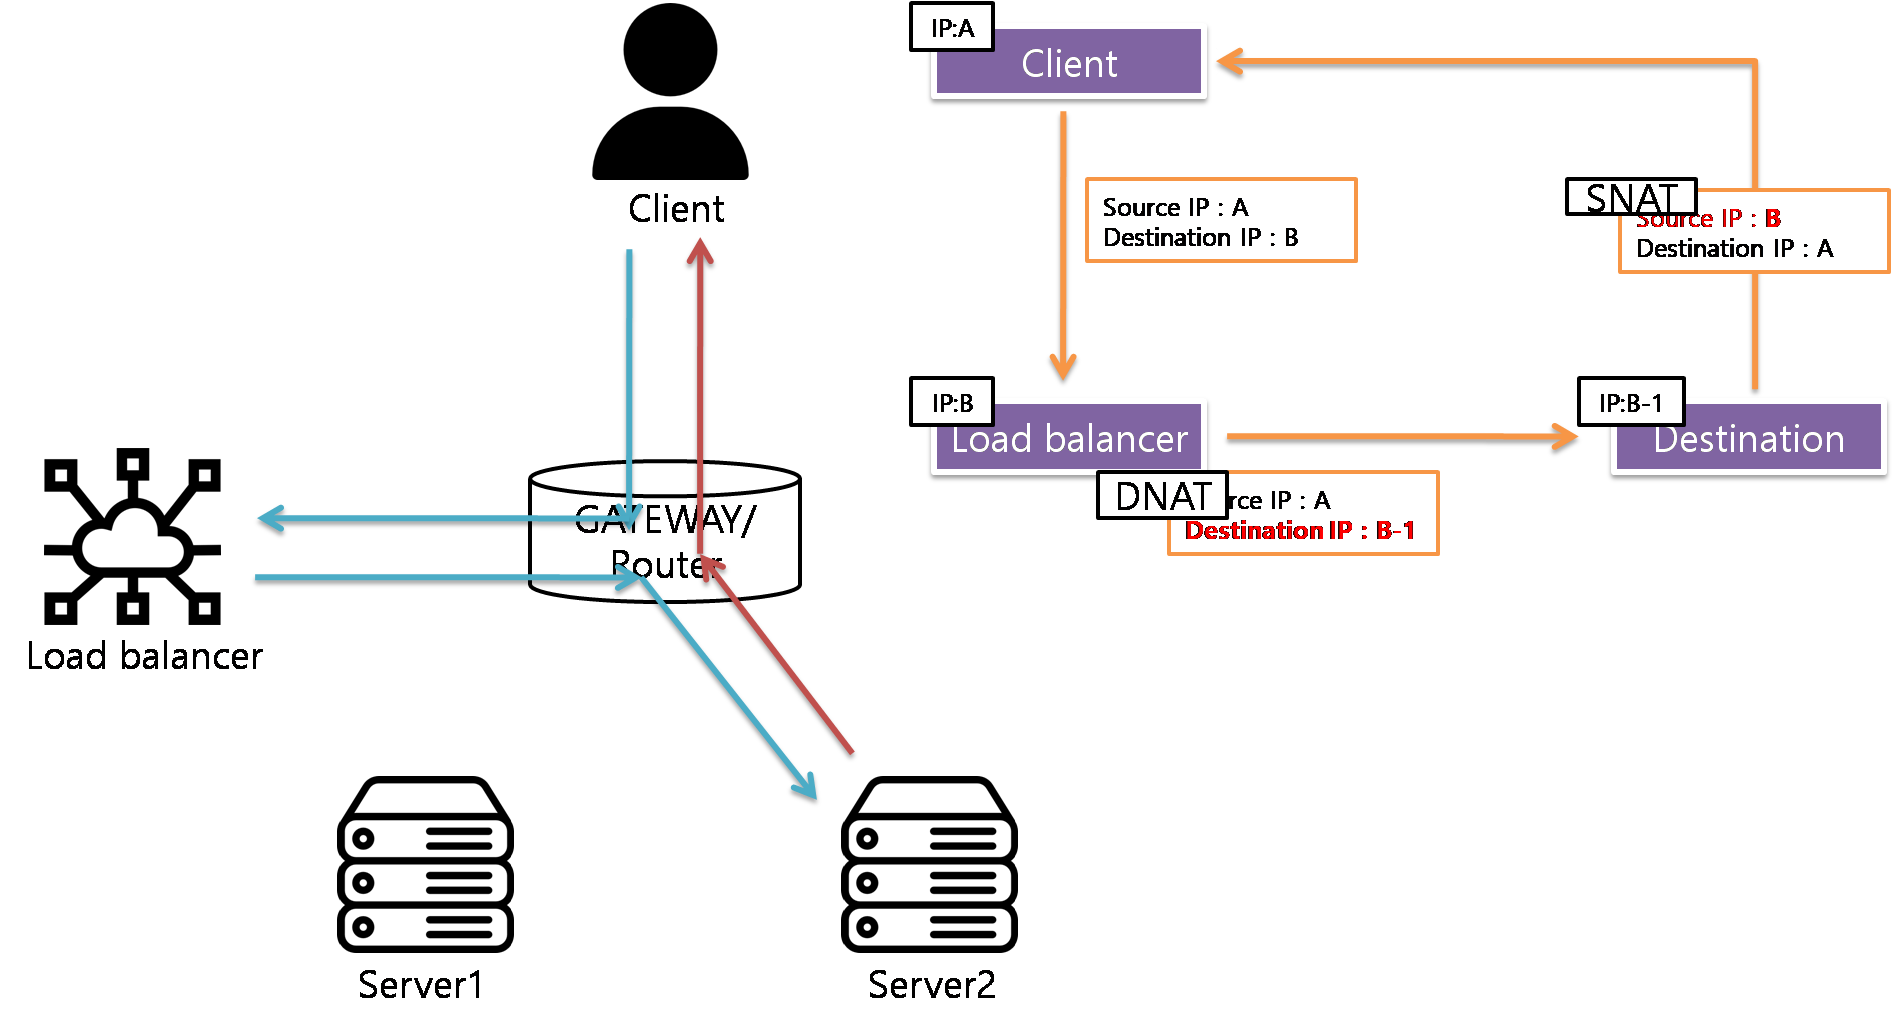 Client
GATEWAY/
Router
Load balancer
Server1
Server2
IP:A
Client
Source IP : A
Destination IP : B
SNAT
Source IP : B
Destination IP : A
IP:B
Load balancer
IP:B-1
Destination
DNAT
rce IP : A
Destination IP : B-1